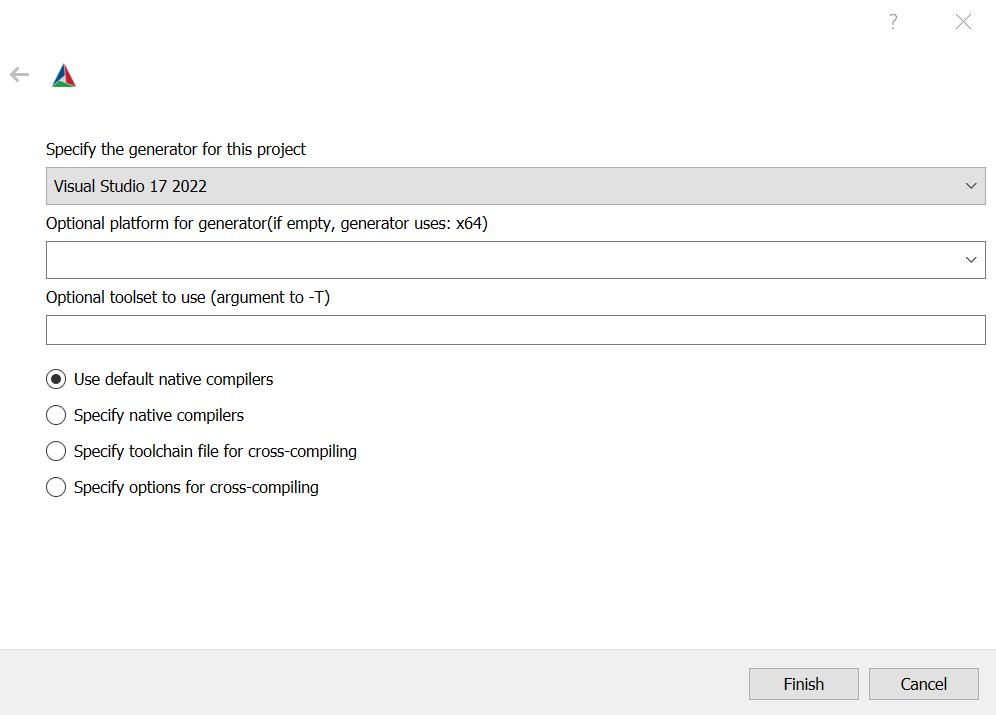 ?
Specify the generator for this project
Visual Studio 17 2022
Optional platform for generator(if empty, generator uses: x64)
Optional toolset to use (argument to -T)
Use default native compilers
Specify native compilers
Specify toolchain file for cross-compiling
Specify options for cross-compiling
Finish
Cancel